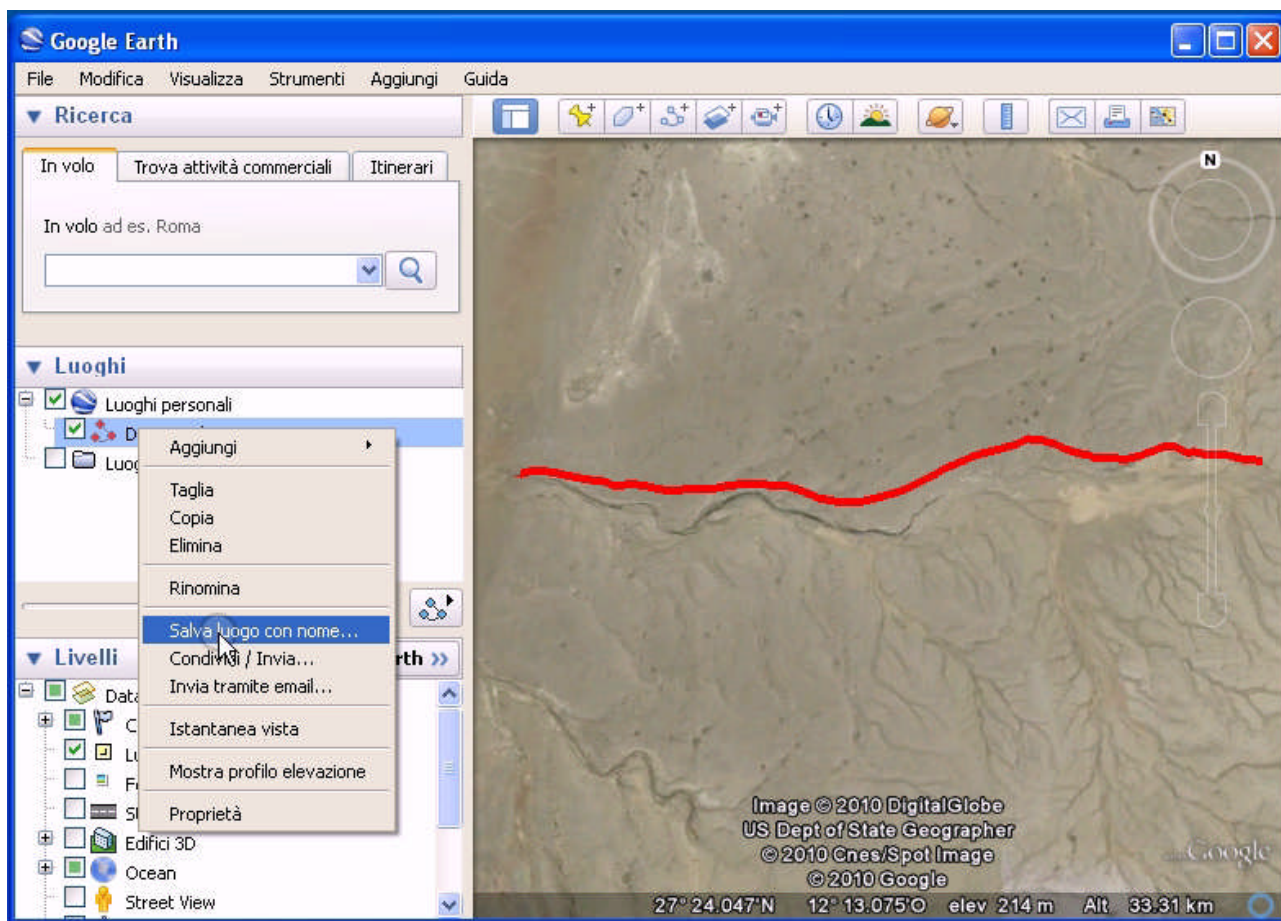 Google Earth
File Modifica Visualizza Strumenti Aggiungi Guida
Ricerca
In volo Trova attività commerciali Itinerari
In volo ad es. Roma
N
Luoghi
Luoghi personali
Aggiungi
Taglia
Copia
Elimina
Rinomina
Salva luogo con nome...
Condividi / Invia...
Invia tramite email...
Istantanea vista
Mostra profilo elevazione
Proprietà
Livelli
Edifici 3D
Ocean
Street View
Image © 2010 DigitalGlobe
US Dept of State Geographer
© 2010 Cnes/Spot Image
© 2010 Google
Google
27° 24.047'N 12° 13.075'O elev 214 m Alt 33.31 km